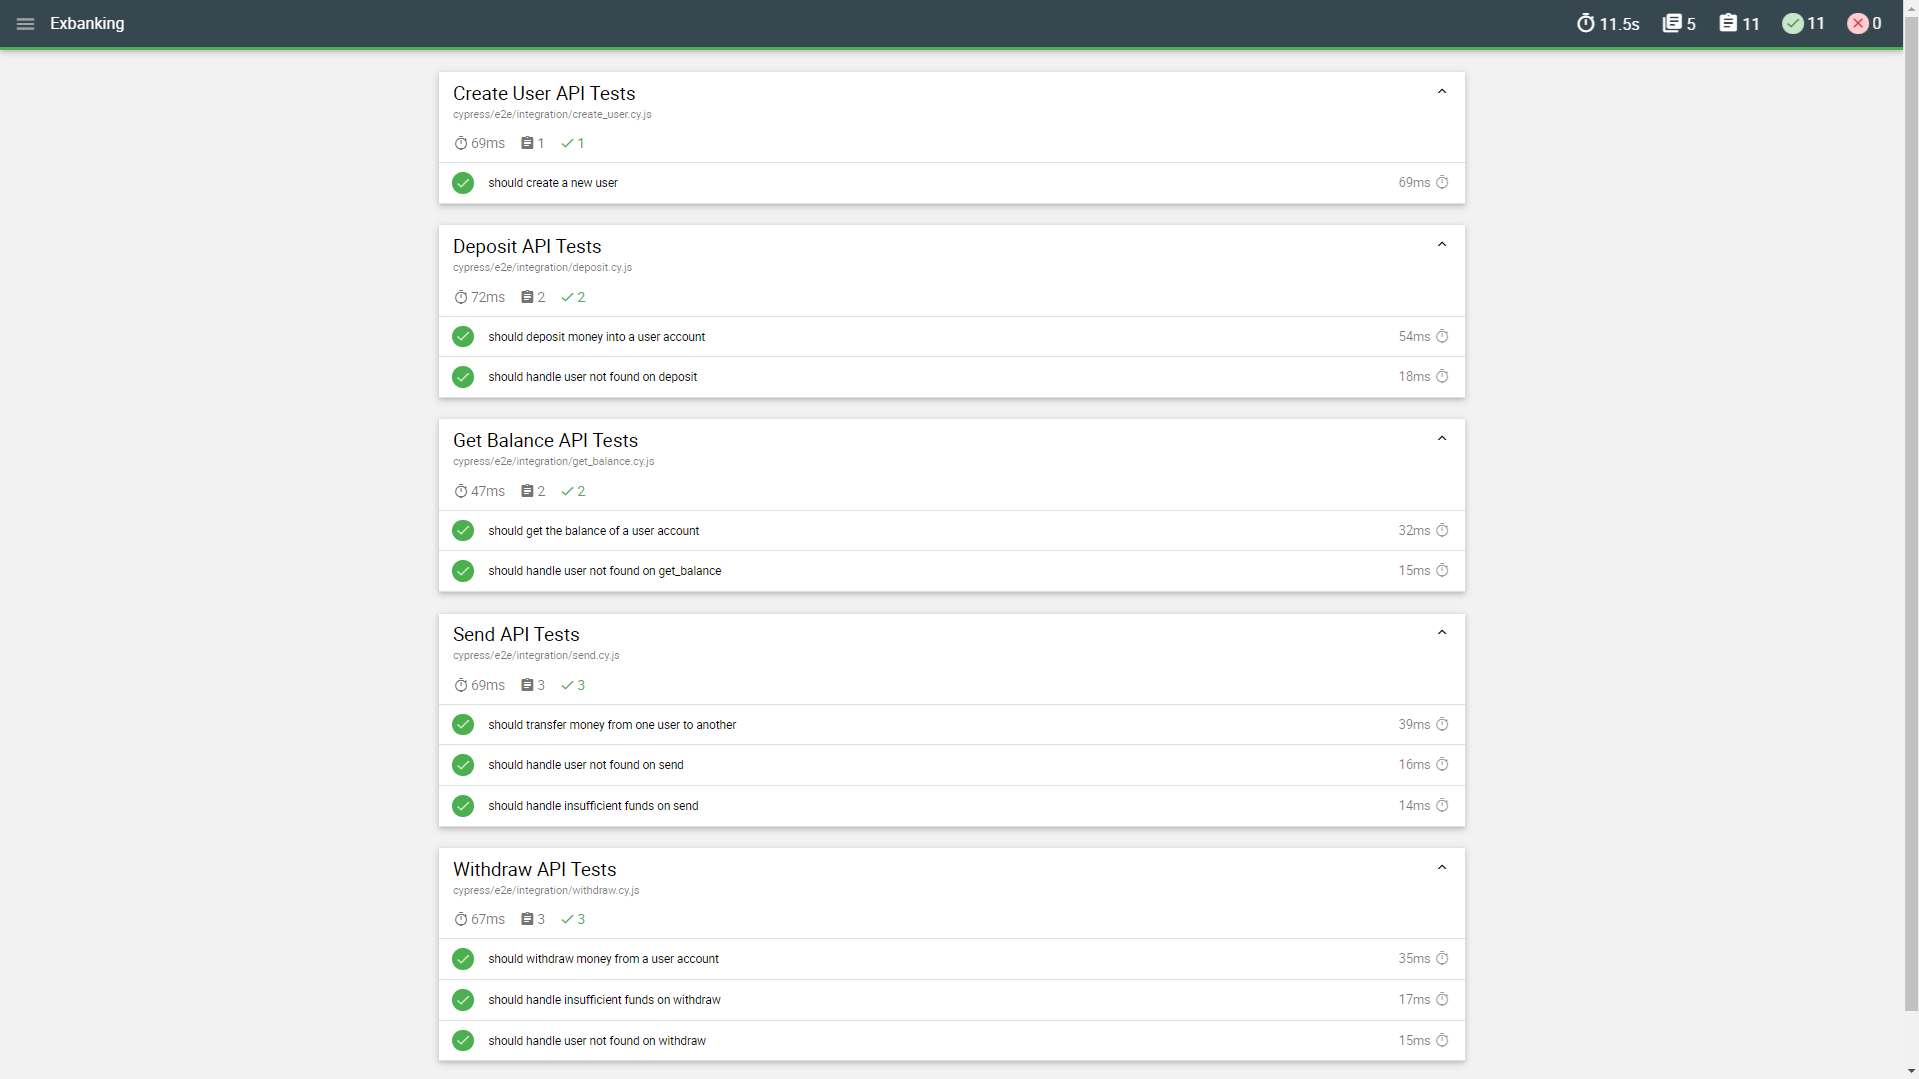 Exbanking
11.5s 5 11 11 0
Create User API Tests
cypress/e2e/integration/create_user.cy.js
69ms 1 1
should create a new user 69ms
Deposit API Tests
cypress/e2e/integration/deposit.cy.js
72ms 2 2
should deposit money into a user account 54ms
should handle user not found on deposit 18ms
Get Balance API Tests
cypress/e2e/integration/get_balance.cy.js
47ms 2 2
should get the balance of a user account 32ms
should handle user not found on get_balance 15ms
Send API Tests
cypress/e2e/integration/send.cy.js
69ms 3 3
should transfer money from one user to another 39ms
should handle user not found on send 16ms
should handle insufficient funds on send 14ms
Withdraw API Tests
cypress/e2e/integration/withdraw.cy.js
67ms 3 3
should withdraw money from a user account 35ms
should handle insufficient funds on withdraw 17ms
should handle user not found on withdraw 15ms